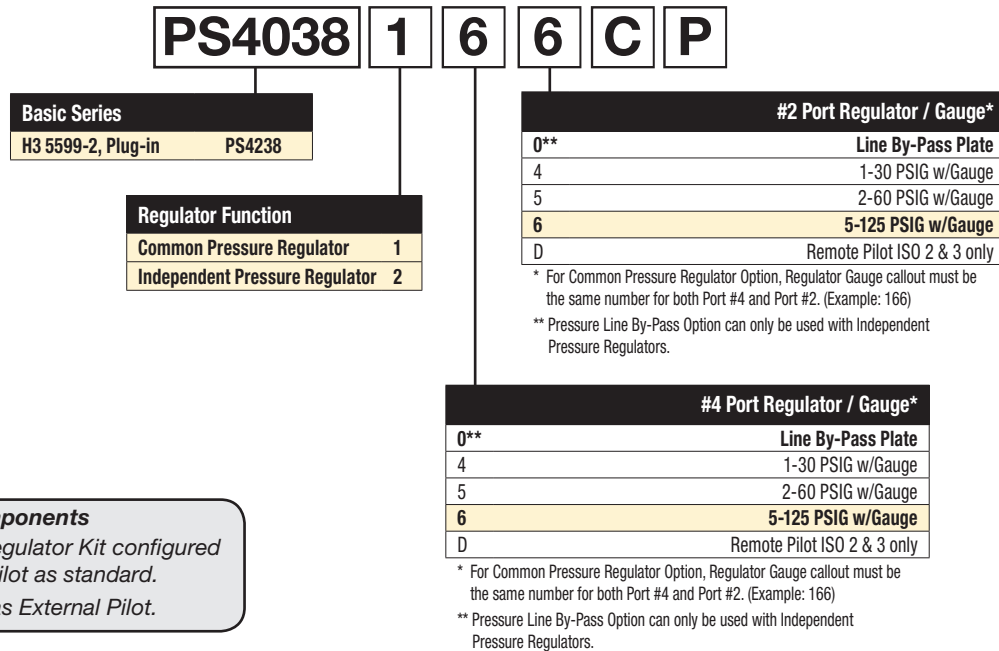 PS4038 1 6 6 C P
Basic Series
H3 5599-2, Plug-in PS4238
Regulator Function
Common Pressure Regulator 1
Independent Pressure Regulator 2
#2 Port Regulator / Gauge*
0** Line By-Pass Plate
4 1-30 PSIG w/Gauge
5 2-60 PSIG w/Gauge
6 5-125 PSIG w/Gauge
D Remote Pilot ISO 2 & 3 only
* For Common Pressure Regulator Option, Regulator Gauge callout must be
the same number for both Port #4 and Port #2. (Example: 166)
** Pressure Line By-Pass Option can only be used with Independent
Pressure Regulators.
#4 Port Regulator / Gauge*
0** Line By-Pass Plate
4 1-30 PSIG w/Gauge
5 2-60 PSIG w/Gauge
6 5-125 PSIG w/Gauge
D Remote Pilot ISO 2 & 3 only
* For Common Pressure Regulator Option, Regulator Gauge callout must be
the same number for both Port #4 and Port #2. (Example: 166)
** Pressure Line By-Pass Option can only be used with Independent
Pressure Regulators.
Kit configured
as standard.
External Pilot.